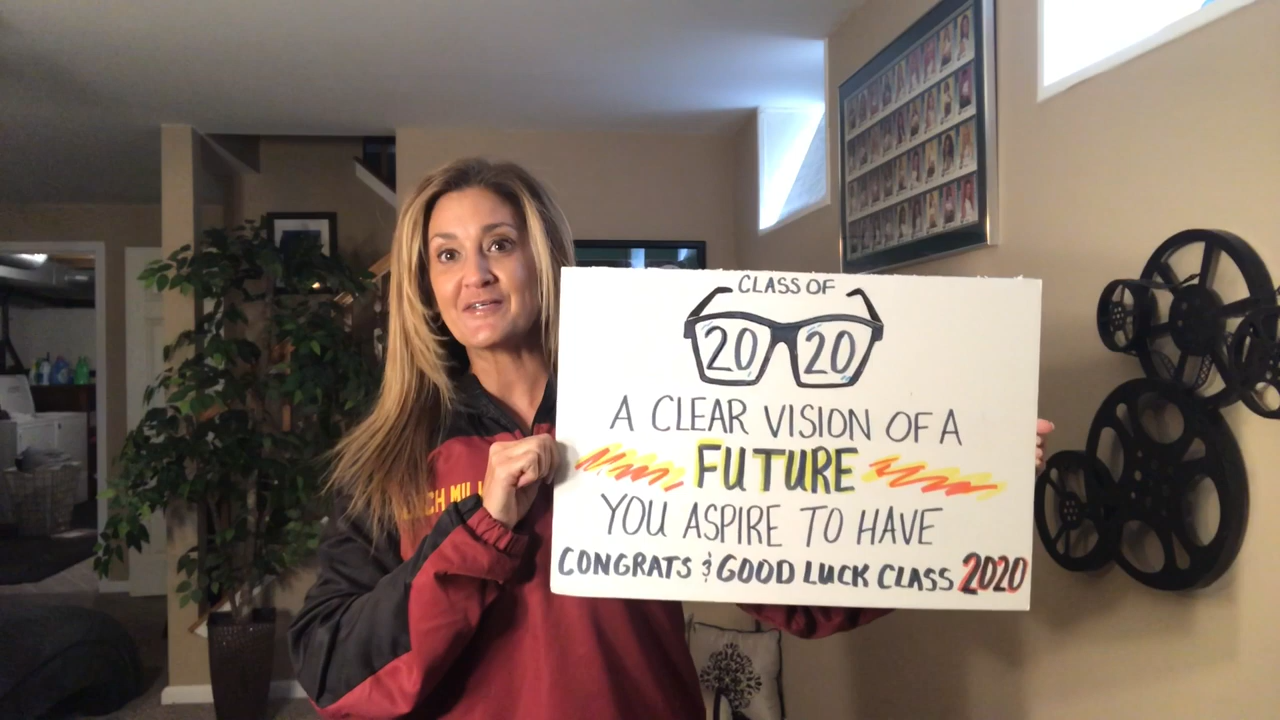 CLASS OF
20 20
A CLEAR VISION OF A
FUTURE
YOU ASPIRE TO HAVE
CONGRATS & GOOD LUCK CLASS 2020